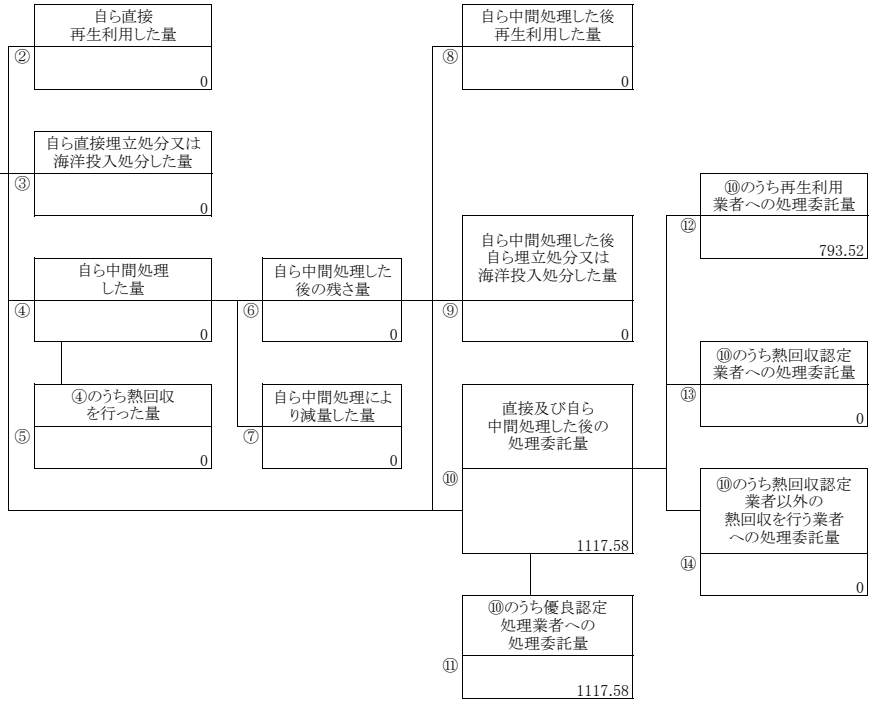 自ら直接
再生利用した量
②
0
自ら直接埋立処分又は
海洋投入処分した量
③
0
自ら中間処理
した量
④
0
④のうち熱回収
を行った量
⑤
0
自ら中間処理した
後の残さ量
⑥
0
自ら中間処理によ
り減量した量
⑦
0
自ら中間処理した後
再生利用した量
⑧
0
自ら中間処理した後
自ら埋立処分又は
海洋投入処分した量
⑨
0
直接及び自ら
中間処理した後の
処理委託量
⑩
1117.58
⑩のうち優良認定
処理業者への
処理委託量
⑪
1117.58
⑩のうち再生利用
業者への処理委託量
⑫
793.52
⑩のうち熱回収認定
業者への処理委託量
⑬
0
⑩のうち熱回収認定
業者以外の
熱回収を行う業者
への処理委託量
⑭
0